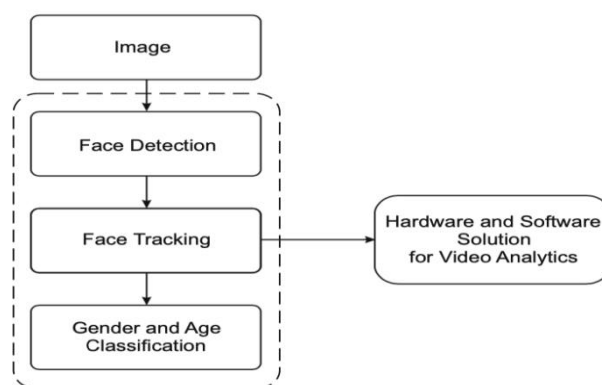 Image
Face Detection
Face Tracking
Hardware and Software
Solution
for Video Analytics
Gender and Age
Classification